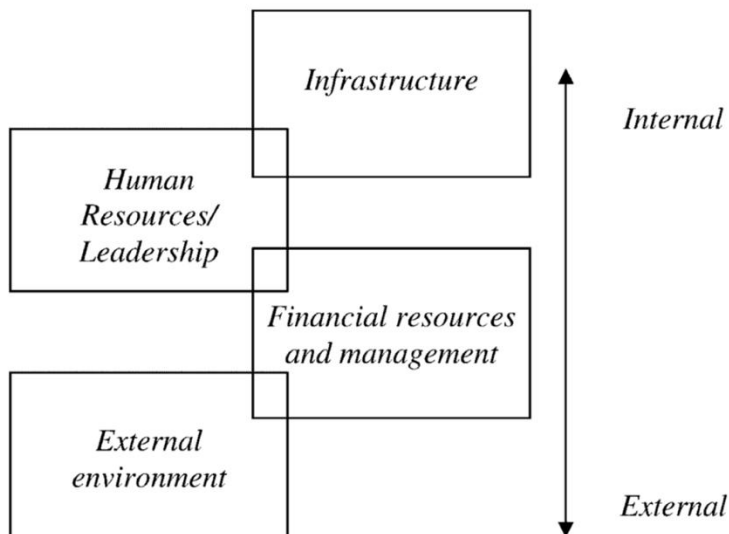 Infrastructure
Internal
Human
Resources/
Leadership
Financial resources
and management
External
environment
External